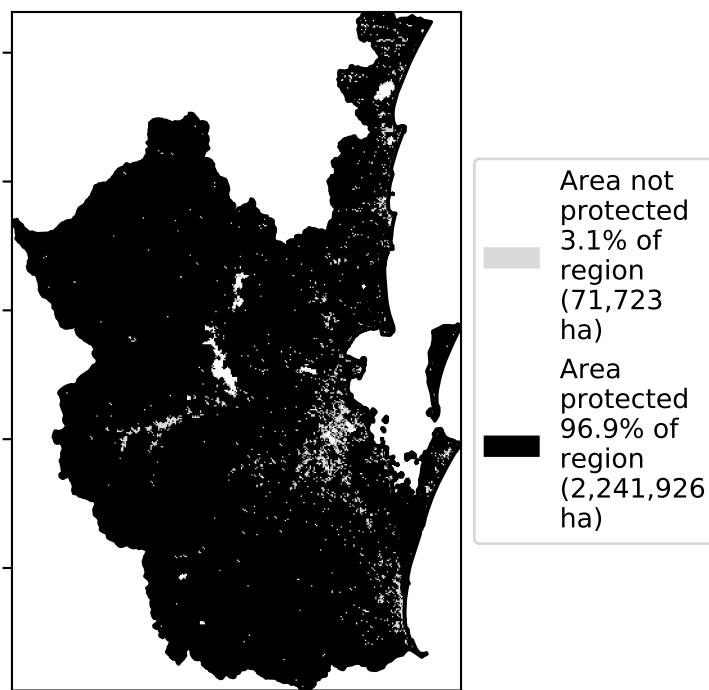 Area not
protected
3.1% of
region
(71,723
ha)
Area
protected
96.9% of
region
(2,241,926
ha)